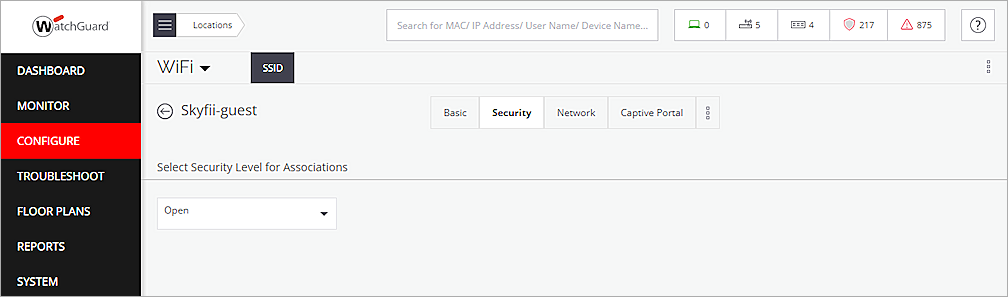 WatchGuard
Locations
Search for MAC/ IP Address/ User Name/ Device Name...
0
5
4
217
875
?
DASHBOARD
MONITOR
CONFIGURE
TROUBLESHOOT
FLOOR PLANS
REPORTS
SYSTEM
WiFi
SSID
Skyfii-guest
Basic
Security
Network
Captive Portal
Select Security Level for Associations
Open